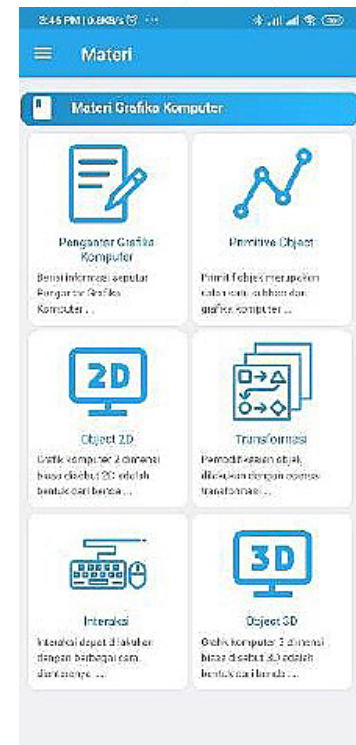 Materi
Materi Grafika Komputer
Pengantar Grafika
Komputer
Berisi informasi seputar
Pengantar Grafika
Komputer ...
Primitive Object
Primitif objek merupakan
salah satu subbab dari
grafika komputer ...
2D
Object 2D
Grafik komputer 2 dimensi
biasa disebut 2D adalah
bentuk dari benda ...
Transformasi
Pemodifikasian objek
dilakukan dengan operasi
transformasi ...
Interaksi
Interaksi dapat dilakukan
dengan berbagai cara,
diantaranya ...
3D
Object 3D
Grafik komputer 3 dimensi
biasa disebut 3D adalah
bentuk dari benda ...